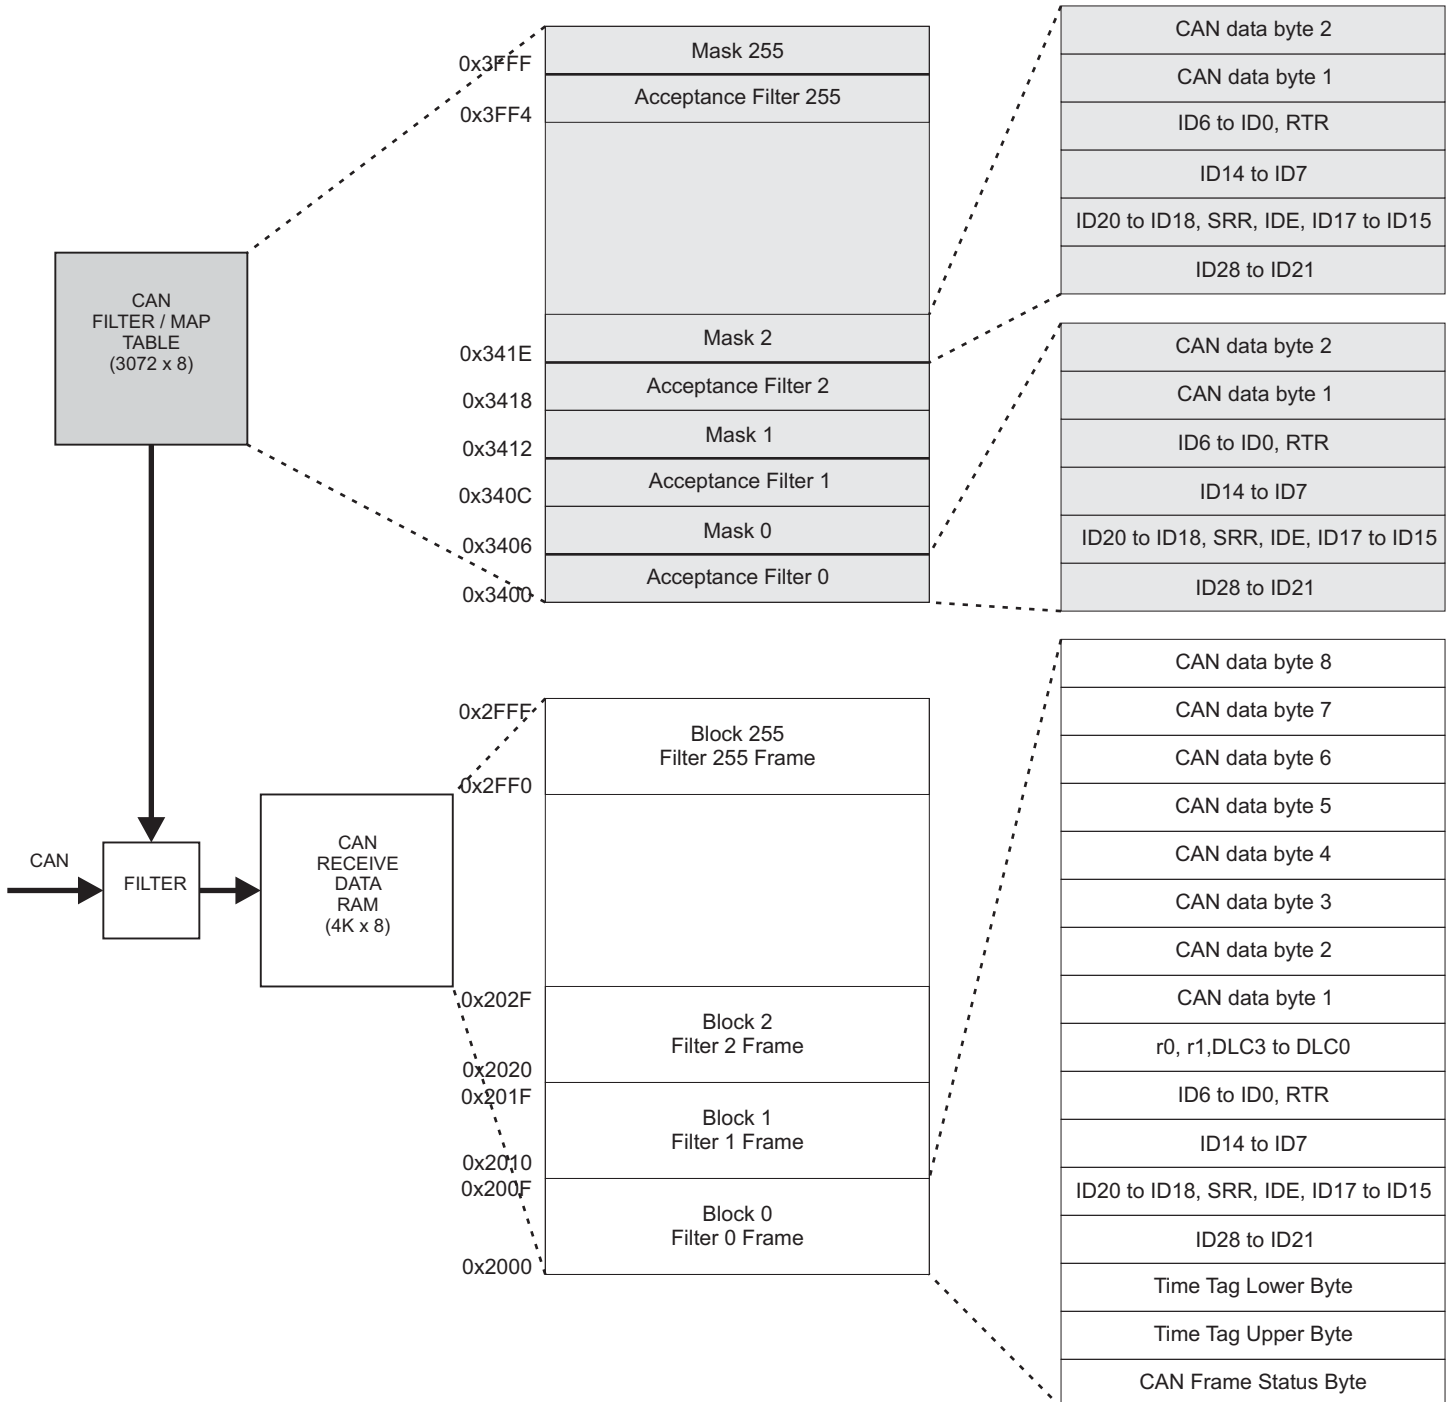 CAN
FILTER / MAP
TABLE
(3072 x 8)
CAN
FILTER
CAN
RECEIVE
DATA
RAM
(4K x 8)
0x3FFF
Mask 255
0x3FF4
Acceptance Filter 255
Mask 2
0x341E
Acceptance Filter 2
0x3418
Mask 1
0x3412
Acceptance Filter 1
0x340C
Mask 0
0x3406
Acceptance Filter 0
0x3400
CAN data byte 2
CAN data byte 1
ID6 to ID0, RTR
ID14 to ID7
ID20 to ID18, SRR, IDE, ID17 to ID15
ID28 to ID21
CAN data byte 2
CAN data byte 1
ID6 to ID0, RTR
ID14 to ID7
ID20 to ID18, SRR, IDE, ID17 to ID15
ID28 to ID21
0x2FFF
Block 255
Filter 255 Frame
0x2FF0
0x202F
Block 2
Filter 2 Frame
0x2020
0x201F
Block 1
Filter 1 Frame
0x2010
0x200F
Block 0
Filter 0 Frame
0x2000
CAN data byte 8
CAN data byte 7
CAN data byte 6
CAN data byte 5
CAN data byte 4
CAN data byte 3
CAN data byte 2
CAN data byte 1
r0, r1,DLC3 to DLC0
ID6 to ID0, RTR
ID14 to ID7
ID20 to ID18, SRR, IDE, ID17 to ID15
ID28 to ID21
Time Tag Lower Byte
Time Tag Upper Byte
CAN Frame Status Byte